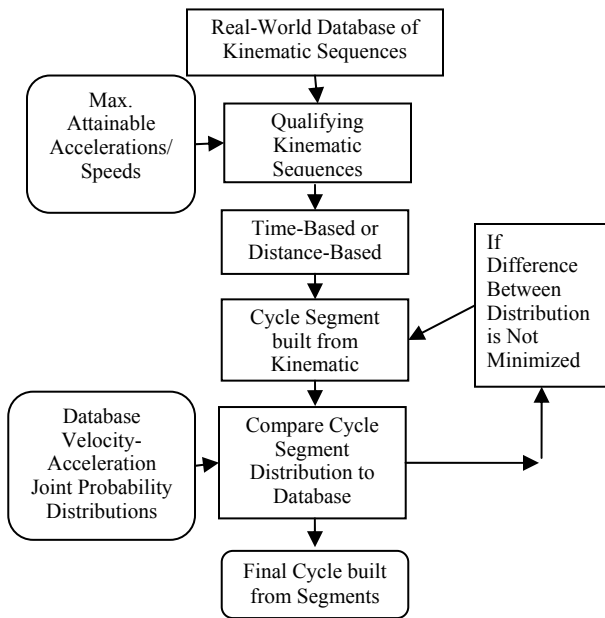 Real-World Database of
Kinematic Sequences
Max.
Attainable
Accelerations/
Speeds
Qualifying
Kinematic
Sequences
Time-Based or
Distance-Based
If
Difference
Between
Distribution
is Not
Minimized
Cycle Segment
built from
Kinematic
Database
Velocity-
Acceleration
Joint Probability
Distributions
Compare Cycle
Segment
Distribution to
Database
Final Cycle built
from Segments